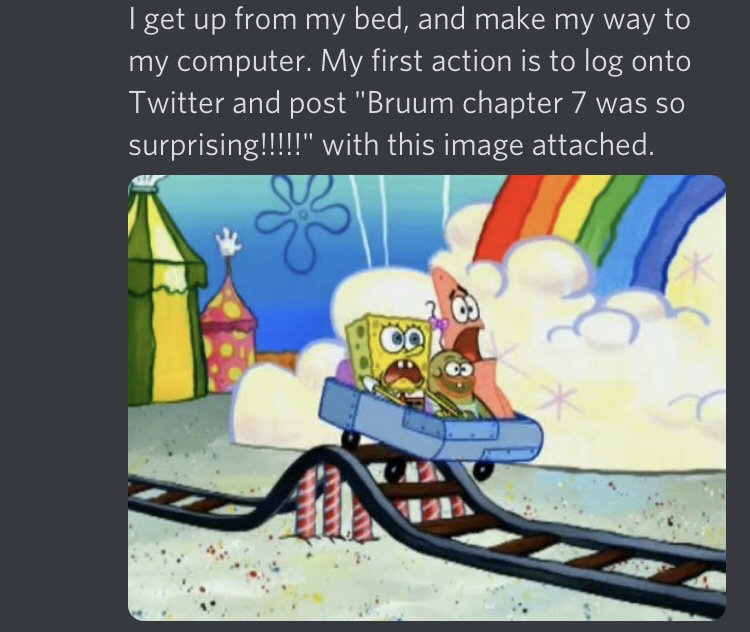 I get up from my bed, and make my way to
my computer. My first action is to log onto
Twitter and post "Bruum chapter 7 was so
surprising!!!!!" with this image attached.